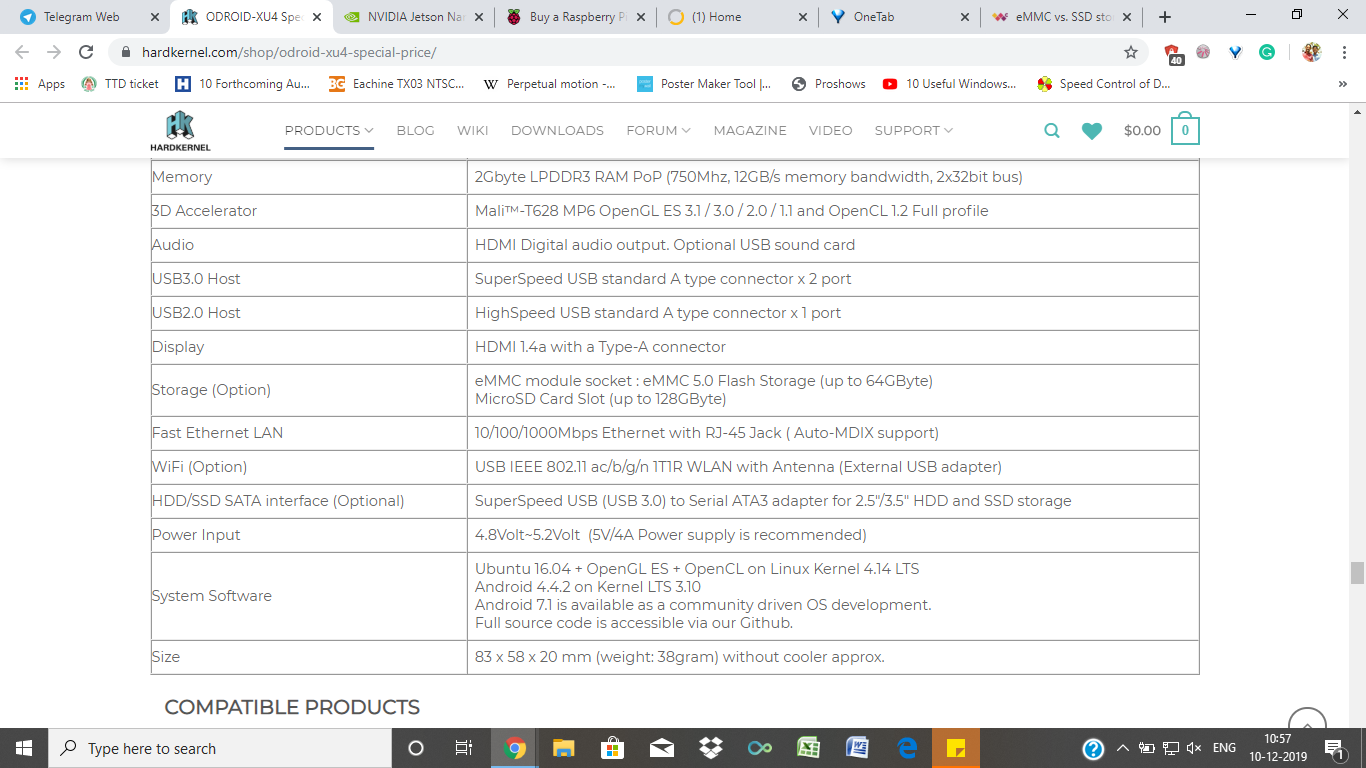 Telegram Web
ODROID-XU4 Spe
NVIDIA Jetson Na
Buy a Raspberry P
(1) Home
OneTab
eMMC vs. SSD sto
hardkernel.com/shop/odroid-xu4-special-price/
40
Apps
TTD ticket
10 Forthcoming Au...
Eachine TX03 NTSC...
Perpetual motion -...
Poster Maker Tool |...
Proshows
10 Useful Windows...
Speed Control of D...
HARDKERNEL
PRODUCTS
BLOG
WIKI
DOWNLOADS
FORUM
MAGAZINE
VIDEO
SUPPORT
$0.00
0
Memory
2Gbyte LPDDR3 RAM PoP (750Mhz, 12GB/s memory bandwidth, 2x32bit bus)
3D Accelerator
Mali™-T628 MP6 OpenGL ES 3.1 / 3.0 / 2.0 / 1.1 and OpenCL 1.2 Full profile
Audio
HDMI Digital audio output. Optional USB sound card
USB3.0 Host
SuperSpeed USB standard A type connector x 2 port
USB2.0 Host
HighSpeed USB standard A type connector x 1 port
Display
HDMI 1.4a with a Type-A connector
Storage (Option)
eMMC module socket : eMMC 5.0 Flash Storage (up to 64GByte)
MicroSD Card Slot (up to 128GByte)
Fast Ethernet LAN
10/100/1000Mbps Ethernet with RJ-45 Jack ( Auto-MDIX support)
WiFi (Option)
USB IEEE 802.11 ac/b/g/n 1T1R WLAN with Antenna (External USB adapter)
HDD/SSD SATA interface (Optional)
SuperSpeed USB (USB 3.0) to Serial ATA3 adapter for 2.5"/3.5" HDD and SSD storage
Power Input
4.8Volt~5.2Volt (5V/4A Power supply is recommended)
System Software
Ubuntu 16.04 + OpenGL ES + OpenCL on Linux Kernel 4.14 LTS
Android 4.4.2 on Kernel LTS 3.10
Android 7.1 is available as a community driven OS development.
Full source code is accessible via our Github.
Size
83 x 58 x 20 mm (weight: 38gram) without cooler approx.
COMPATIBLE PRODUCTS
Type here to search
ENG
10:57
10-12-2019
1